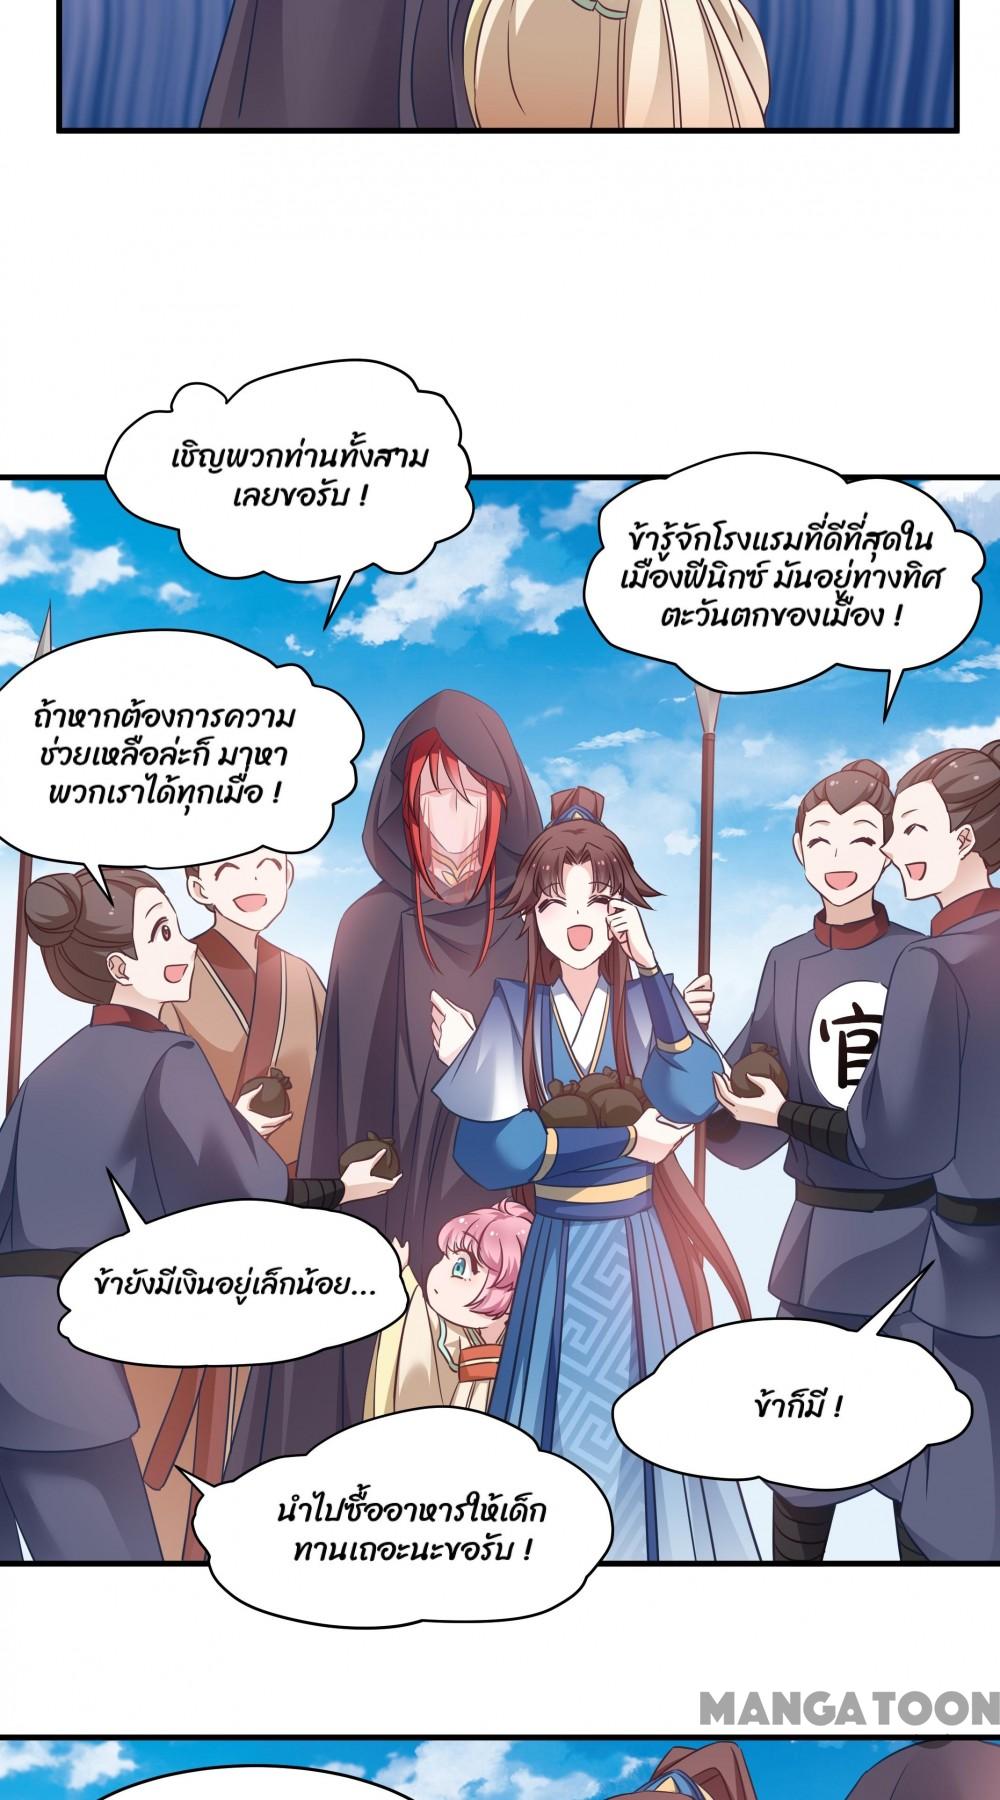 เชิญพวกท่านทั้งสาม
เลยขอรับ !
ข้ารู้จักโรงแรมที่ดีที่สุดใน
เมืองฟีนิกซ์ มันอยู่ทางทิศ
ตะวันตกของเมือง !
ถ้าหากต้องการความ
ช่วยเหลือล่ะก็ มาหา
พวกเราได้ทุกเมื่อ !
官
ข้ายังมีเงินอยู่เล็กน้อย...
ข้าก็มี !
นำไปซื้ออาหารให้เด็ก
ทานเถอะนะขอรับ !
MANGATOON